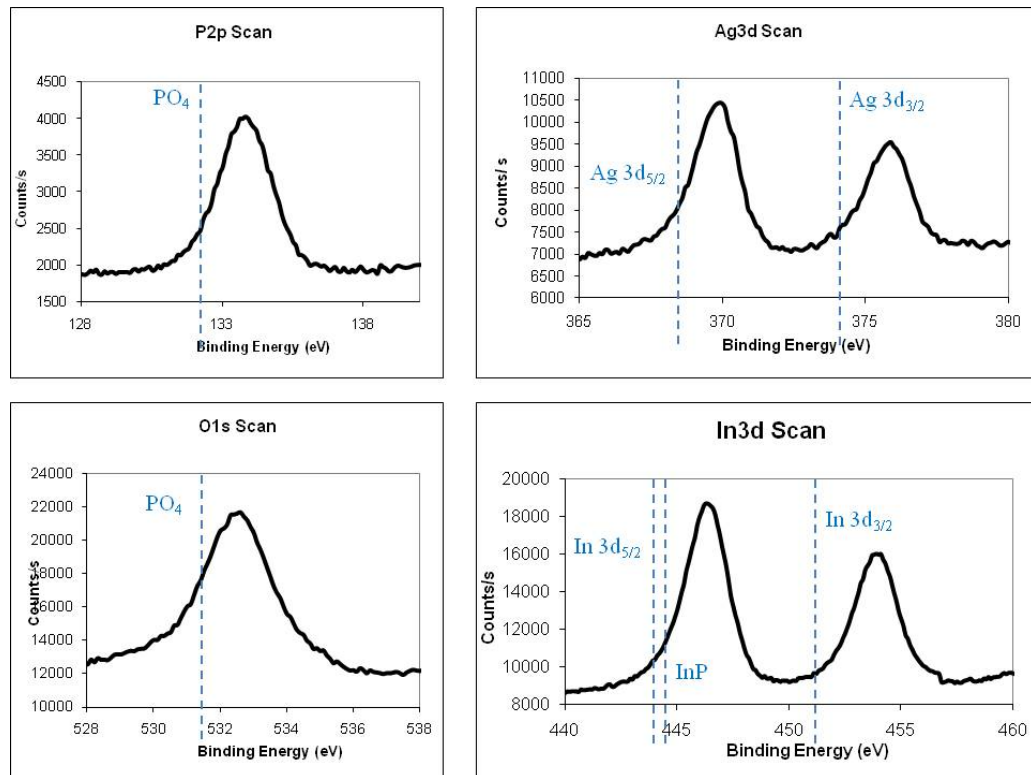 P2p Scan
4500
4000
3500
3000
2500
2000
1500
Counts/s
PO4
128 133 138
Binding Energy (eV)
Ag3d Scan
11000
10500
10000
9500
9000
8500
8000
7500
7000
6500
6000
Counts/ s
Ag 3d5/2
Ag 3d3/2
365 370 375 380
Binding Energy (eV)
O1s Scan
24000
22000
20000
18000
16000
14000
12000
10000
Counts/s
PO4
528 530 532 534 536 538
Binding Energy (eV)
In3d Scan
20000
18000
16000
14000
12000
10000
8000
Counts/s
In 3d5/2
InP
In 3d3/2
440 445 450 455 460
Binding Energy (eV)